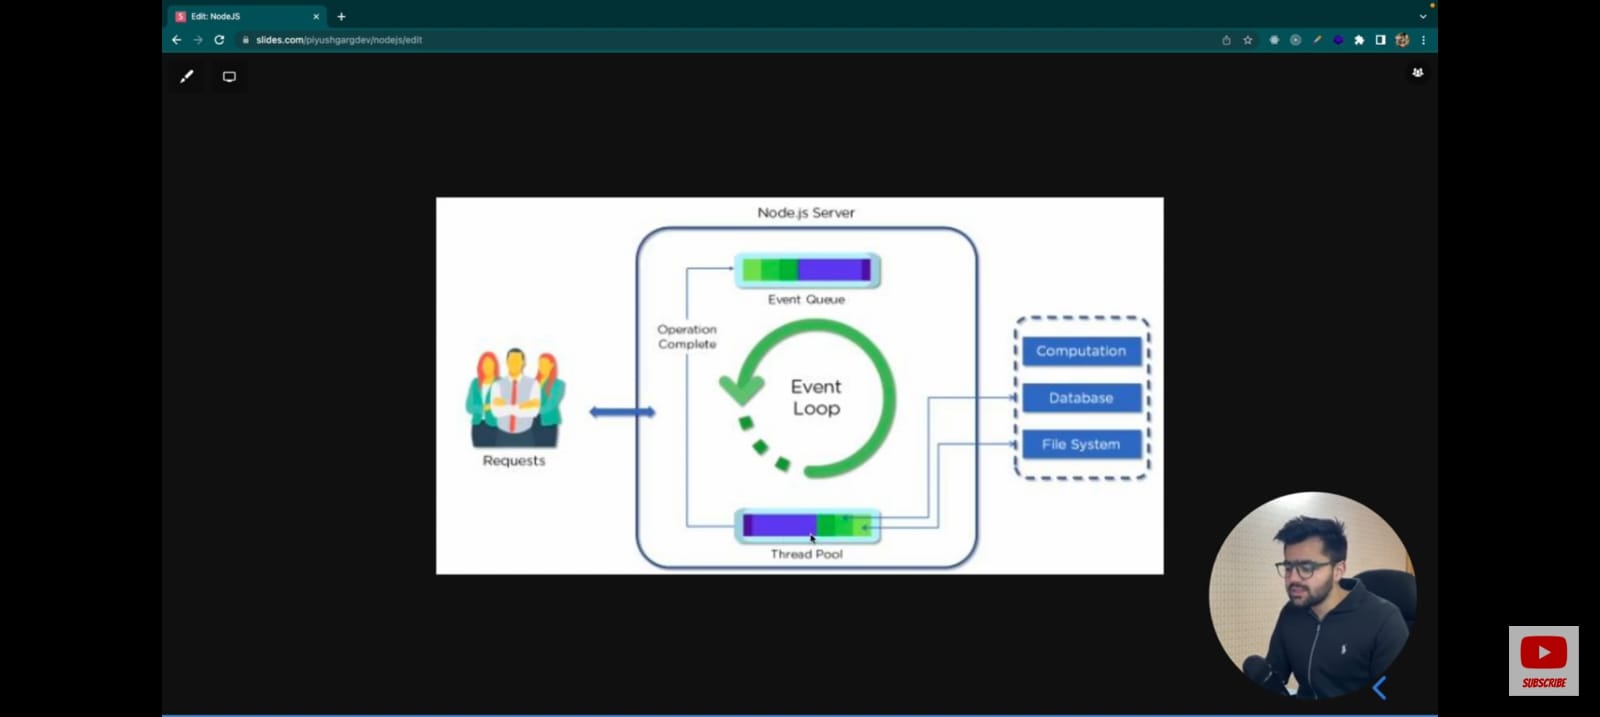 Edit: NodeJS
slides.com/piyushgargdev/nodejs/edit
Node.js Server
Event Queue
Operation
Complete
Event
Loop
Computation
Database
File System
Requests
Thread Pool
SUBSCRIBE